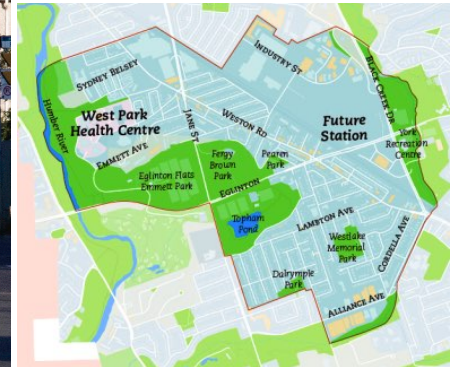 INDUSTRY ST
BLACK CREEK DR
SYDNEY BELSEY
Humber River
West Park
Health Centre
JANE ST
WESTON RD
Future
Station
York
Recreation
Centre
EMMETT AVE
Fergy
Brown
Park
Pearen
Park
Eglinton Flats
Emmett Park
EGLINTON
Topham
Pond
LAMBTON AVE
Westlake
Memorial
Park
CORDELLA AVE
Dalrymple
Park
ALLIANCE AVE